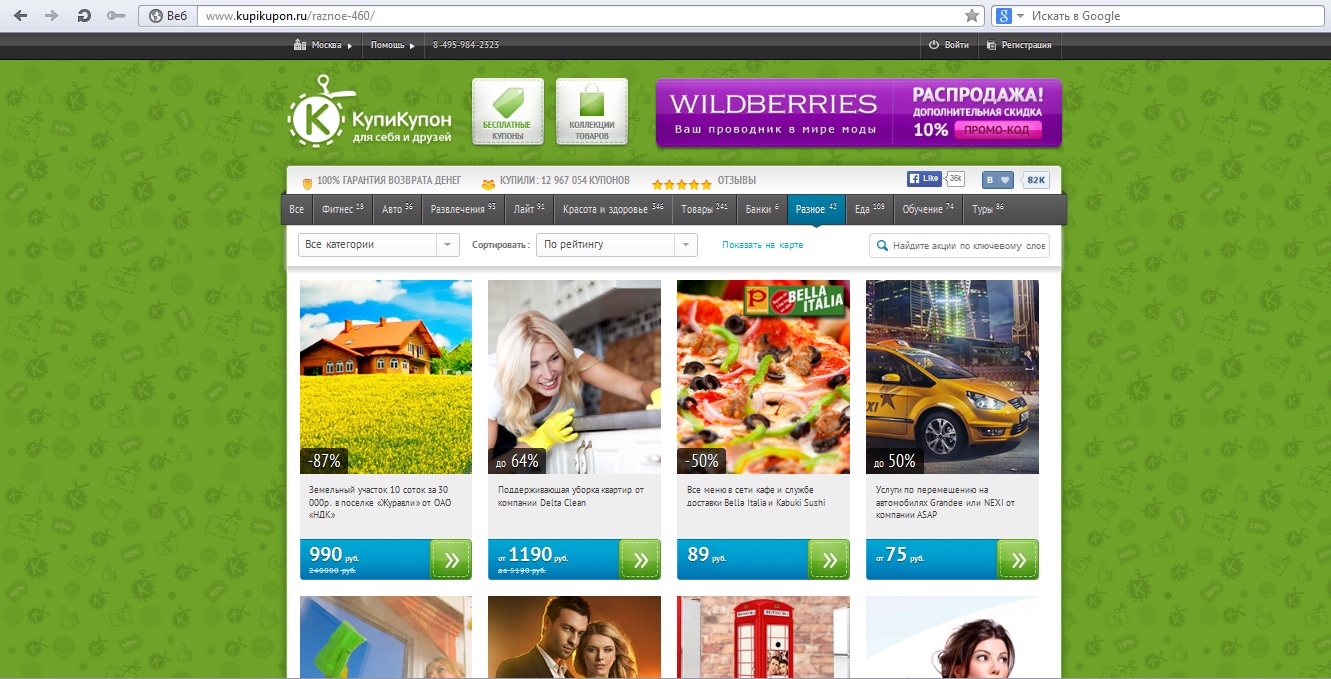 Веб
www.kupikupon.ru/raznoe-460/
Искать в Google
Москва
Помощь
8-495-984-2323
Войти
Регистрация
КупиКупон
для себя и друзей
БЕСПЛАТНЫЕ
КУПОНЫ
КОЛЛЕКЦИИ
ТОВАРОВ
WILDBERRIES
Ваш проводник в мире моды
РАСПРОДАЖА!
ДОПОЛНИТЕЛЬНАЯ СКИДКА
10% ПРОМО-КОД
100% ГАРАНТИЯ ВОЗВРАТА ДЕНЕГ
КУПИЛИ: 12 967 054 КУПОНОВ
ОТЗЫВЫ
Like 36k
В 82K
Все
Фитнес 18
Авто 36
Развлечения 93
Лайт 91
Красота и здоровье 346
Товары 241
Банки 6
Разное 42
Еда 108
Обучение 74
Туры 86
Все категории
Сортировать:
По рейтингу
Показать на карте
Найдите акции по ключевому слов
-87%
Земельный участок 10 соток за 30
000р. в поселке «Журавли» от ОАО
«НДК»
990 руб.
240000 руб.
до 64%
Поддерживающая уборка квартир от
компании Delta Clean
от 1190 руб.
до 5190 руб.
BELLA
ITALIA
-50%
Все меню в сети кафе и службе
доставки Bella Italia и Kabuki Sushi
89 руб.
до 50%
Услуги по перемещению на
автомобилях Grandee или NEXI от
компании ASAP
от 75 руб.